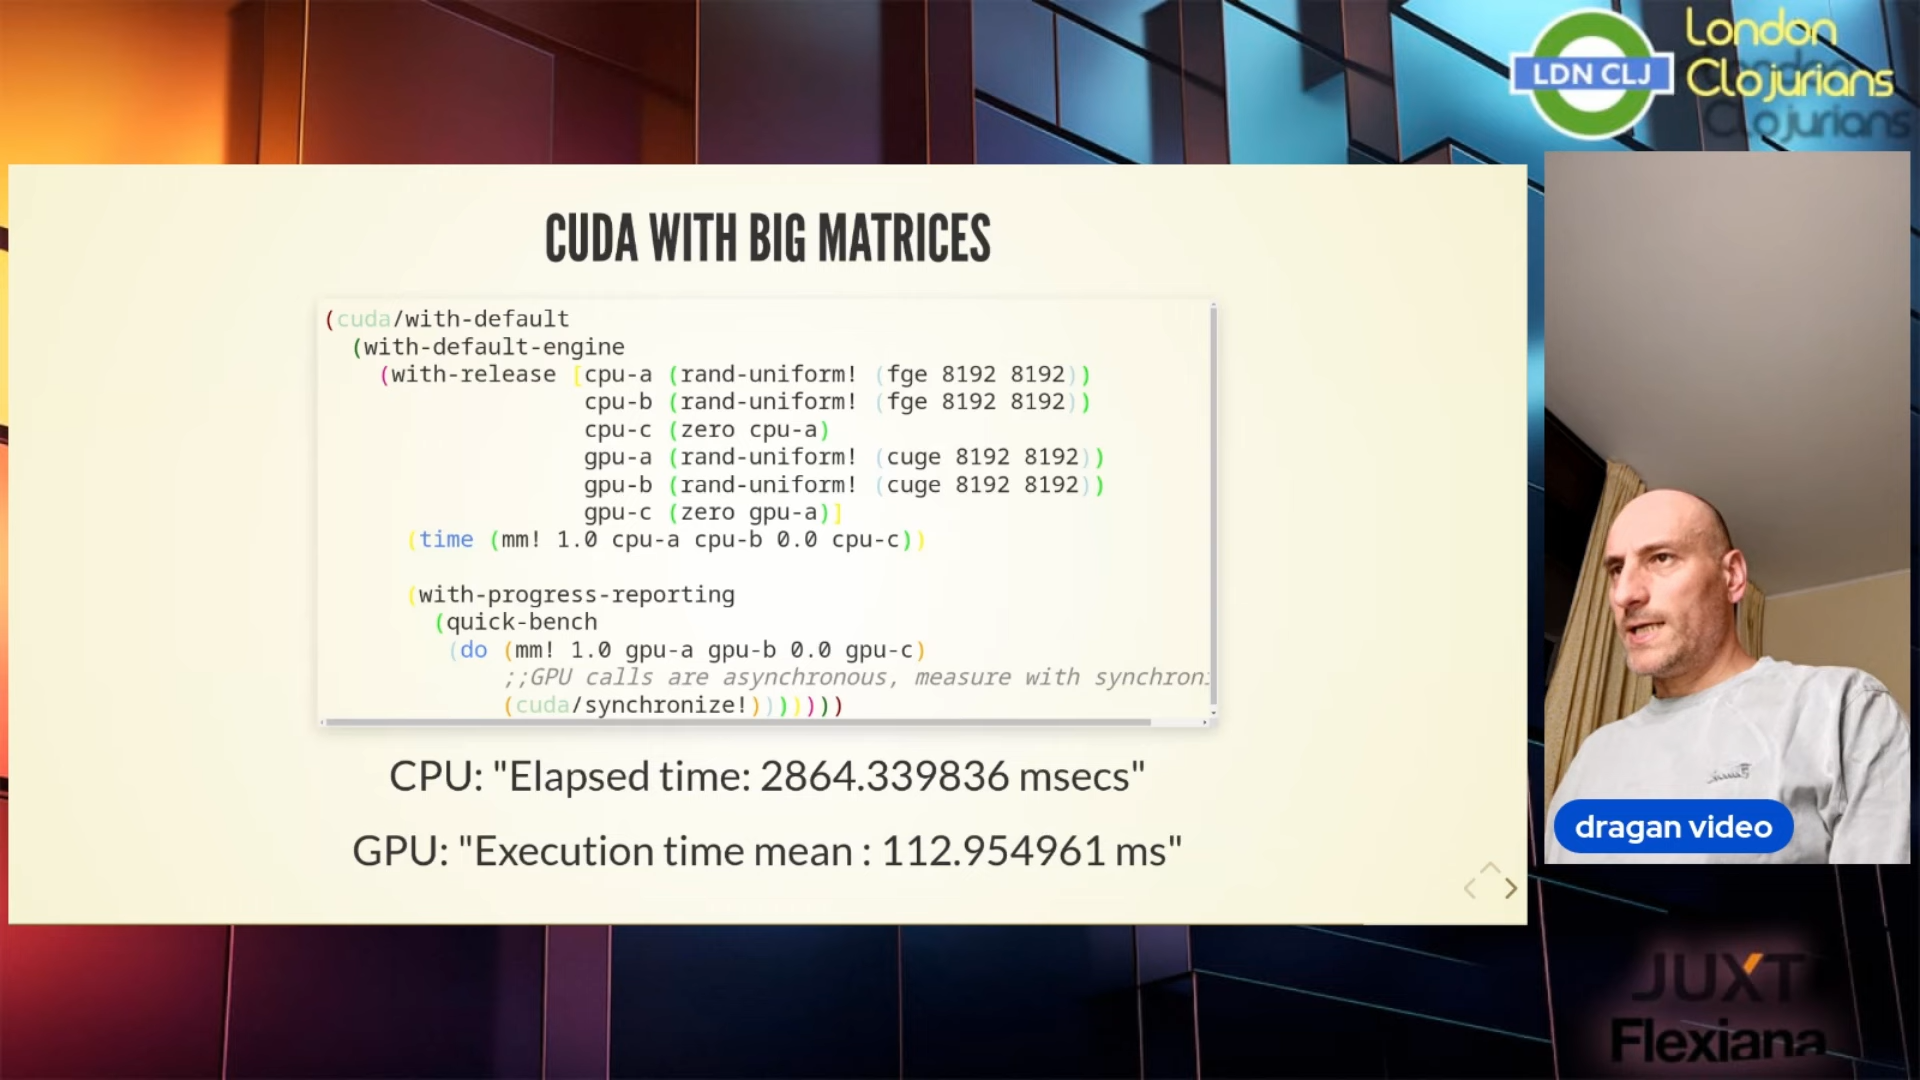 London
Clojurians
LDN CLJ
CUDA WITH BIG MATRICES
(cuda/with-default
(with-default-engine
(with-release [cpu-a (rand-uniform! (fge 8192 8192))
cpu-b (rand-uniform! (fge 8192 8192))
cpu-c (zero cpu-a)
gpu-a (rand-uniform! (cuge 8192 8192))
gpu-b (rand-uniform! (cuge 8192 8192))
gpu-c (zero gpu-a)]
(time (mm! 1.0 cpu-a cpu-b 0.0 cpu-c))
(with-progress-reporting
(quick-bench
(do (mm! 1.0 gpu-a gpu-b 0.0 gpu-c)
;;GPU calls are asynchronous, measure with synchroni
(cuda/synchronize!)))))))
CPU: "Elapsed time: 2864.339836 msecs"
GPU: "Execution time mean : 112.954961 ms"
dragan video
JUXT
Flexiana